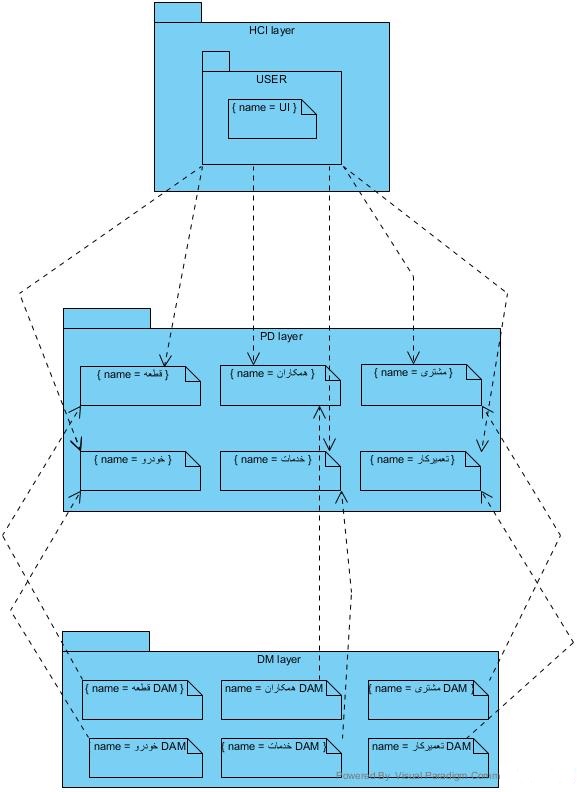 HCI layer
USER
{ name = UI }
PD layer
{ name = قطعه }
{ name = همکاران }
{ name = مشتری }
{ name = خودرو }
{ name = خدمات }
{ name = تعمیرکار }
DM layer
{ name = قطعه DAM }
name = همکاران DAM
{ name = مشتری DAM }
name = خودرو DAM
{ name = خدمات DAM }
name = تعمیرکار DAM
Powered By Visual Paradigm Comm